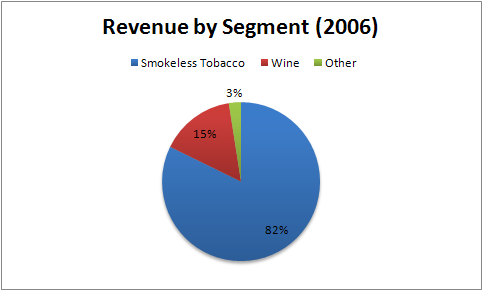 Revenue by Segment (2006)
Smokeless Tobacco Wine Other
3%
15%
82%